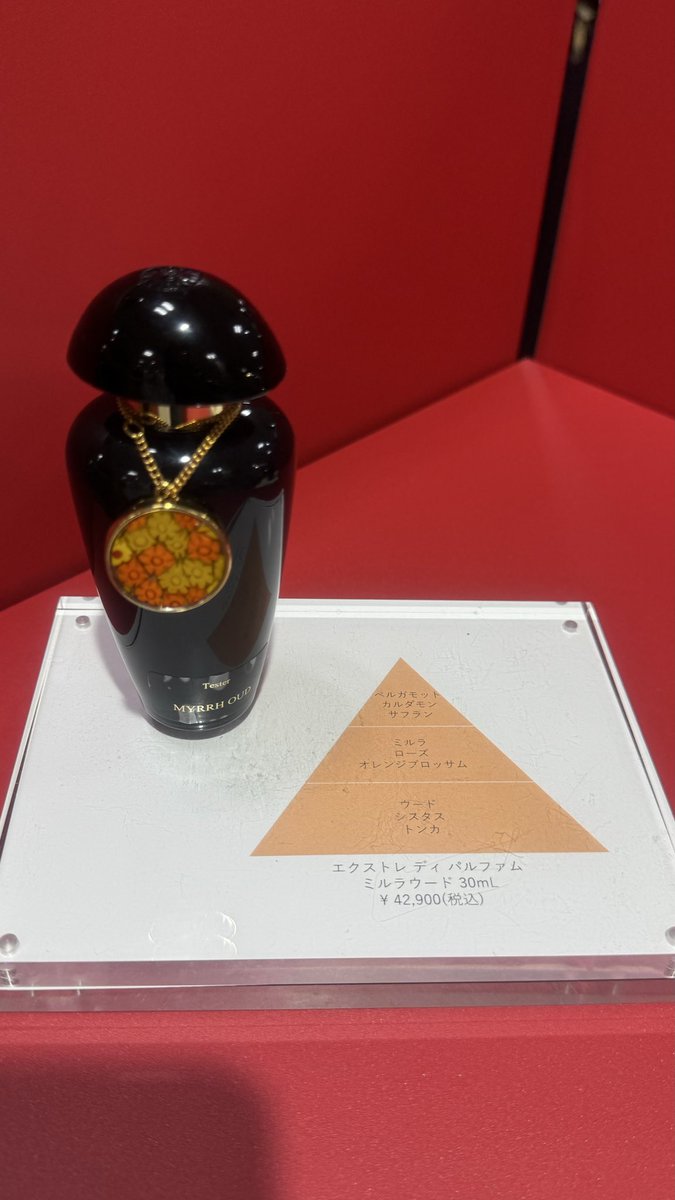 Tester
MYRRH OUD
ベルガモット
カルダモン
サフラン
ミルラ
ローズ
オレンジブロッサム
ウード
シスタス
トンカ
エクストレ ディ パルファム
ミルラウード 30mL
¥ 42,900(税込)